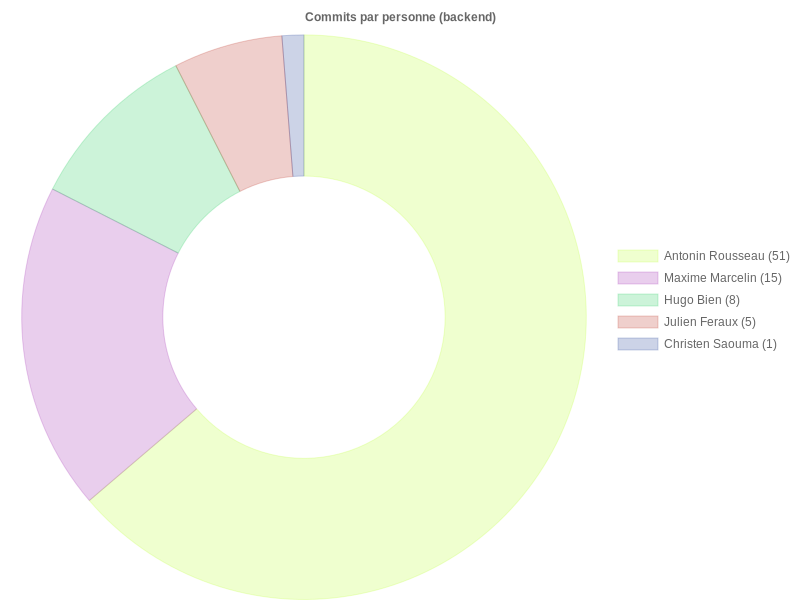 Commits par personne (backend)
Antonin Rousseau (51)
Maxime Marcelin (15)
Hugo Bien (8)
Julien Feraux (5)
Christen Saouma (1)